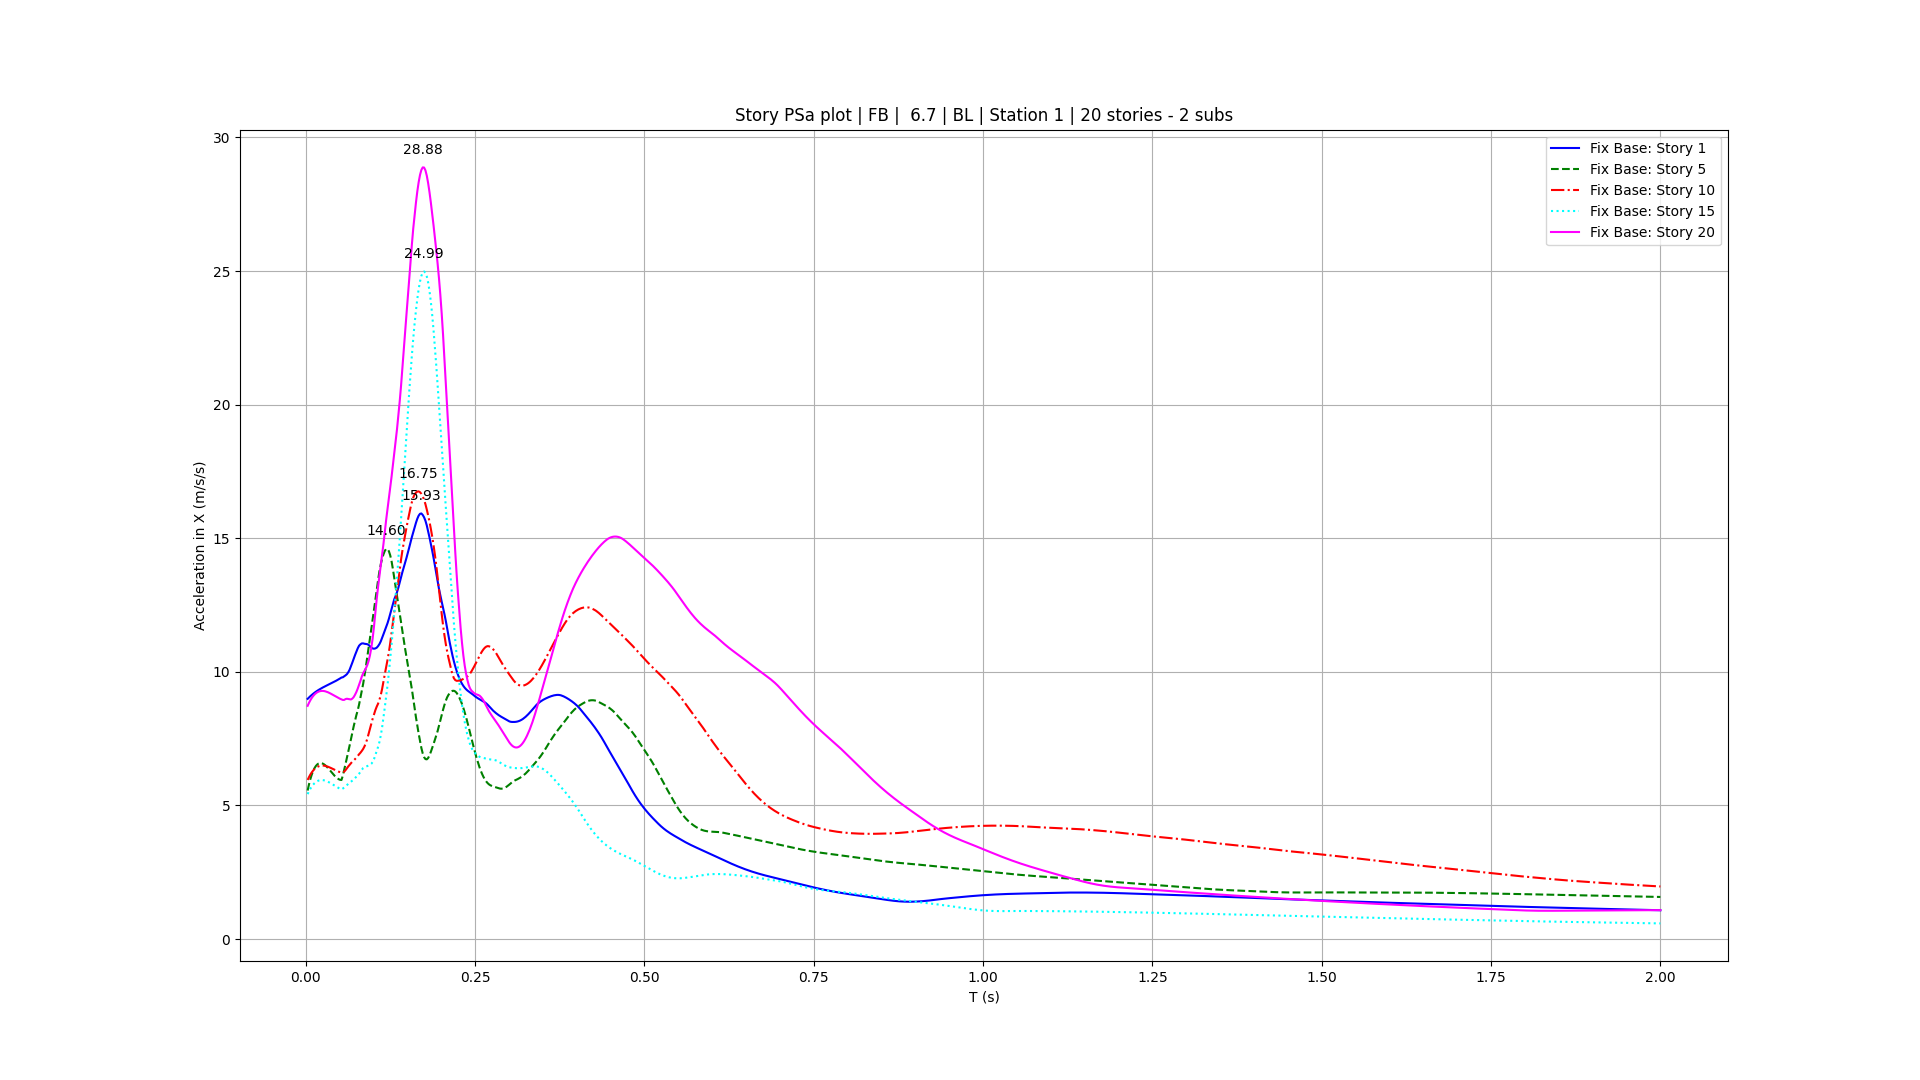 Story PSa plot | FB |  6.7 | BL | Station 1 | 20 stories - 2 subs
30
25
20
15
10
5
0
Acceleration in X (m/s/s)
28.88
24.99
16.75
15.93
14.60
Fix Base: Story 1
Fix Base: Story 5
Fix Base: Story 10
Fix Base: Story 15
Fix Base: Story 20
0.00 0.25 0.50 0.75 1.00 1.25 1.50 1.75 2.00
T (s)